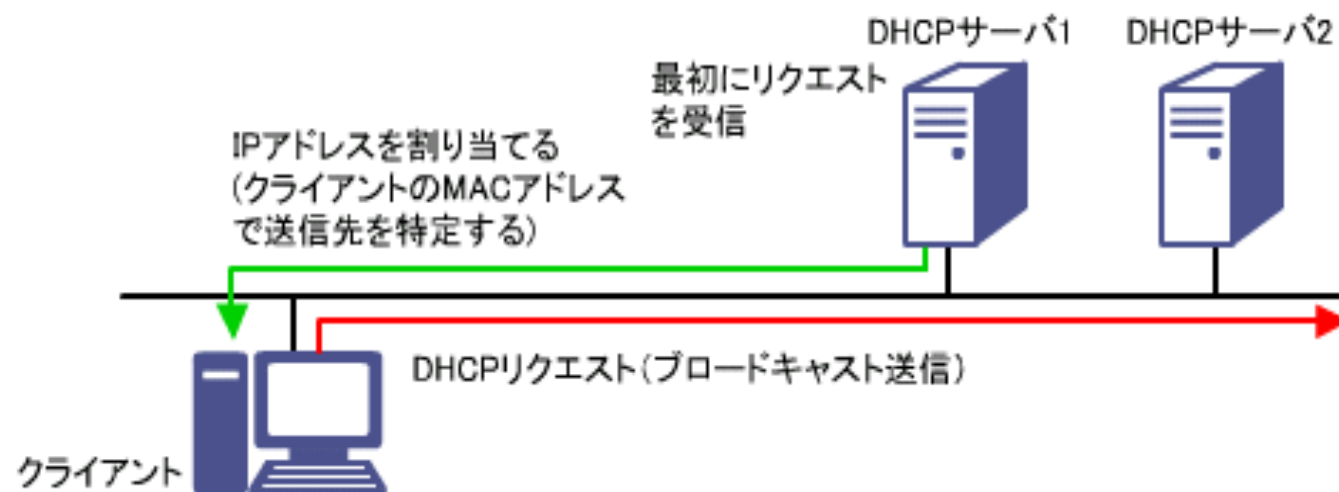 DHCPサーバ1
DHCPサーバ2
最初にリクエスト
を受信
IPアドレスを割り当てる
(クライアントのMACアドレス
で送信先を特定する)
DHCPリクエスト(ブロードキャスト送信)
クライアント